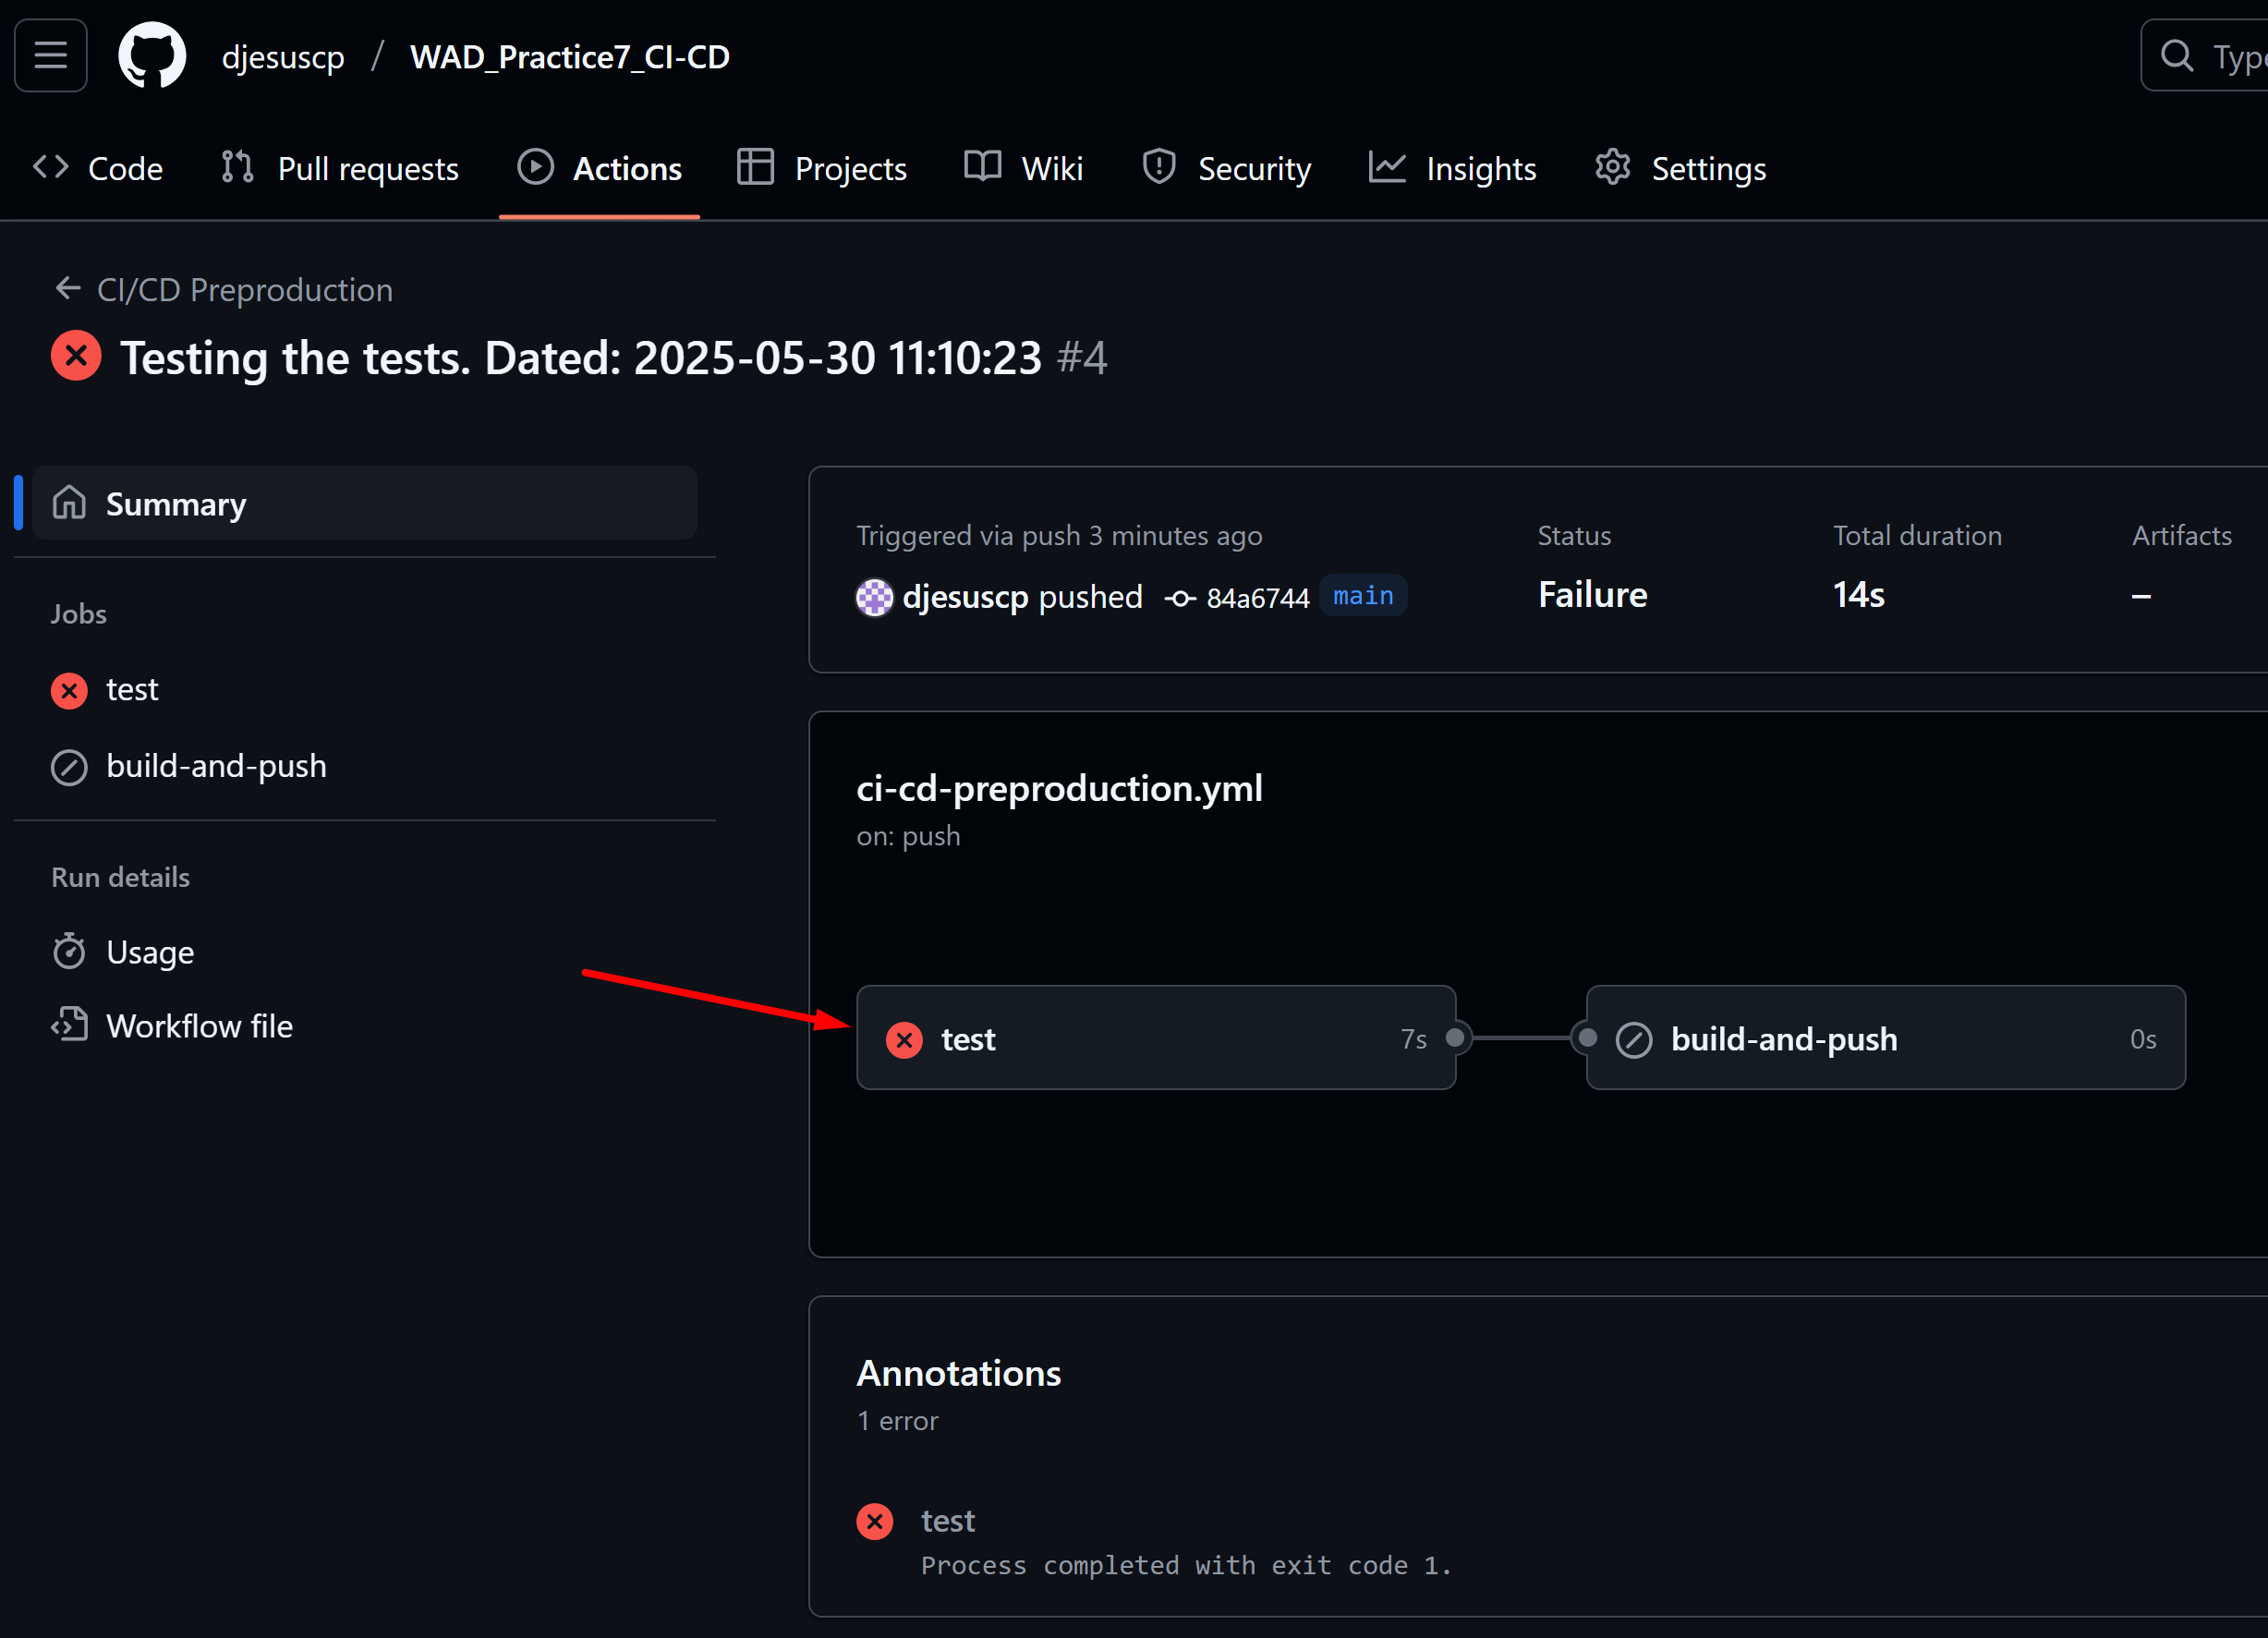 djesuscp / WAD_Practice7_CI-CD
Code Pull requests Actions Projects Wiki Security Insights Settings
CI/CD Preproduction
Testing the tests. Dated: 2025-05-30 11:10:23 #4
Summary
Jobs
test
build-and-push
Run details
Usage
Workflow file
Triggered via push 3 minutes ago
djesuscp pushed 84a6744 main
Status
Failure
Total duration
14s
Artifacts
–
ci-cd-preproduction.yml
on: push
test 7s
build-and-push 0s
Annotations
1 error
test
Process completed with exit code 1.